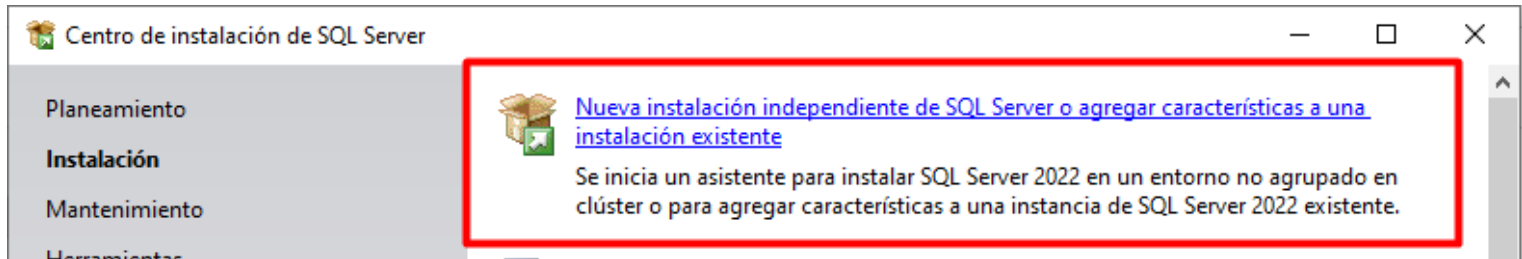 Centro de instalación de SQL Server
Planeamiento
Instalación
Mantenimiento
Herramientas
Nueva instalación independiente de SQL Server o agregar características a una
instalación existente
Se inicia un asistente para instalar SQL Server 2022 en un entorno no agrupado en
clúster o para agregar características a una instancia de SQL Server 2022 existente.